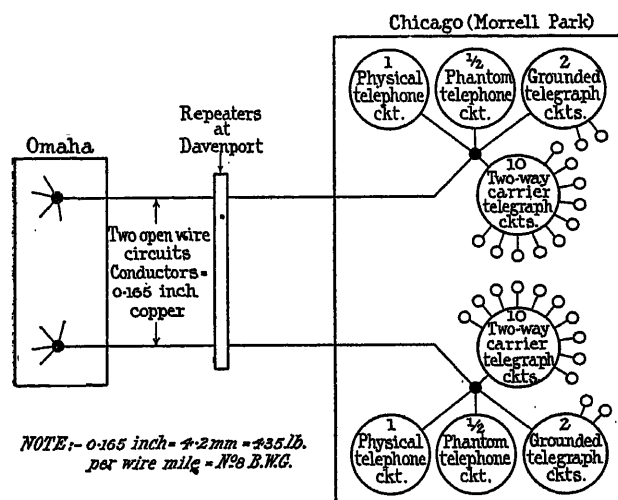 Chicago (Morrell Park)
1
Physical
telephone
ckt.
½
Phantom
telephone
ckt.
2
Grounded
telegraph
ckts.
Repeaters
at
Davenport
Omaha
10
Two-way
carrier
telegraph
ckts.
Two open wire
circuits
Conductors=
0·165 inch
copper
10
Two-way
carrier
telegraph
ckts.
1
Physical
telephone
ckt.
½
Phantom
telephone
ckt.
2
Grounded
telegraph
ckts.
NOTE:- 0·165 inch = 4·2 mm = 435 lb.
per wire mile = Nº8 B.W.G.